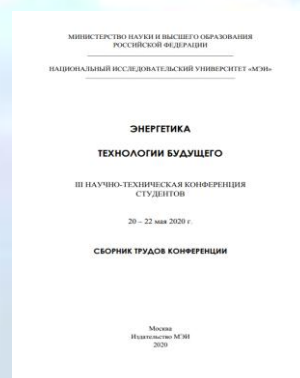 МИНИСТЕРСТВО НАУКИ И ВЫСШЕГО ОБРАЗОВАНИЯ
РОССИЙСКОЙ ФЕДЕРАЦИИ
НАЦИОНАЛЬНЫЙ ИССЛЕДОВАТЕЛЬСКИЙ УНИВЕРСИТЕТ «МЭИ»
ЭНЕРГЕТИКА
ТЕХНОЛОГИИ БУДУЩЕГО
III НАУЧНО-ТЕХНИЧЕСКАЯ КОНФЕРЕНЦИЯ
СТУДЕНТОВ
20 – 22 мая 2020 г.
СБОРНИК ТРУДОВ КОНФЕРЕНЦИИ
Москва
Издательство МЭИ
2020